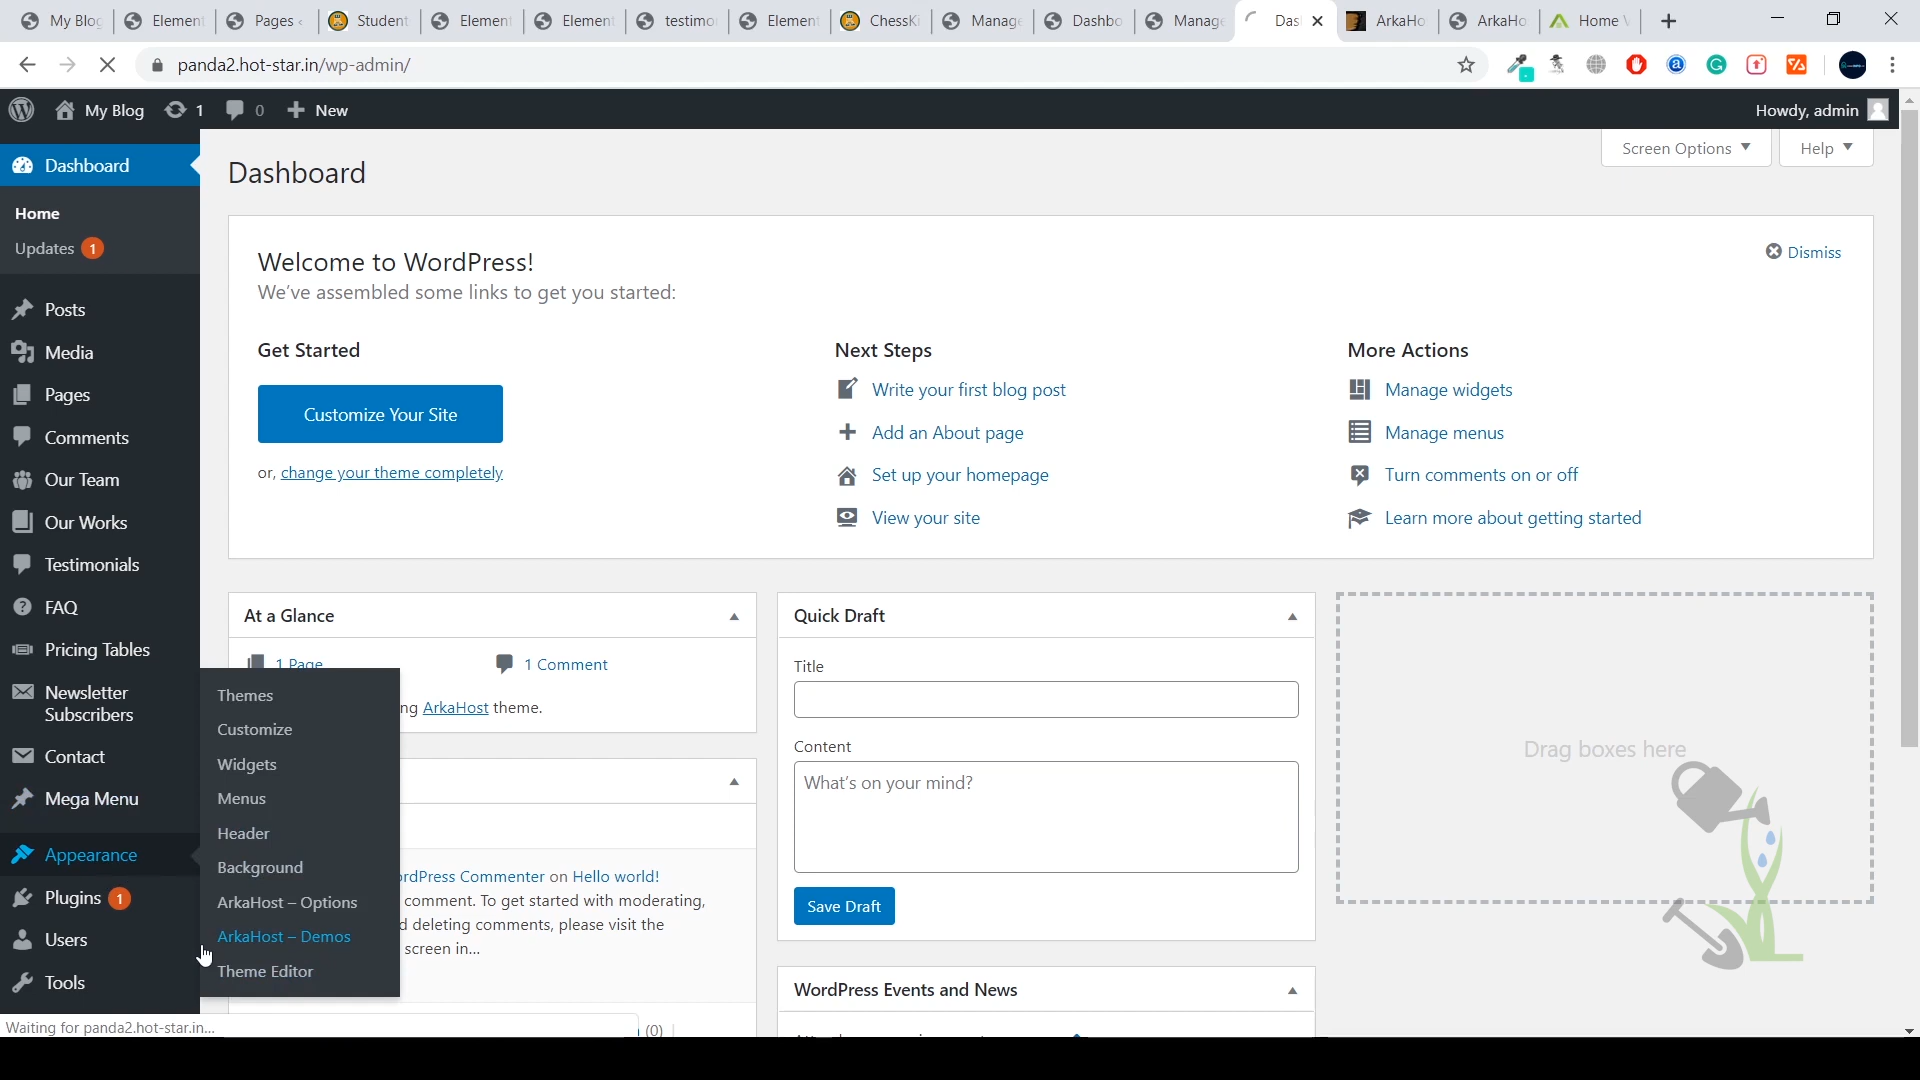 My Blo
Element
Pages ‹
Student
Element
Element
testimo
Element
ChessKi
Manage
Dashbo
Manage
Das
ArkaHo
ArkaHo
Home V
panda2.hot-star.in/wp-admin/
My Blog 1 0 New
Howdy, admin
Screen Options
Help
Dashboard
Home
Updates 1
Posts
Media
Pages
Comments
Our Team
Our Works
Testimonials
FAQ
Pricing Tables
Newsletter
Subscribers
Contact
Mega Menu
Appearance
Plugins 1
Users
Tools
Themes
Customize
Widgets
Menus
Header
Background
ArkaHost – Options
ArkaHost – Demos
Theme Editor
Dashboard
Welcome to WordPress!
We've assembled some links to get you started:
Dismiss
Get Started
Customize Your Site
or, change your theme completely
Next Steps
Write your first blog post
Add an About page
Set up your homepage
View your site
More Actions
Manage widgets
Manage menus
Turn comments on or off
Learn more about getting started
At a Glance
1 Page
1 Comment
ng ArkaHost theme.
ordPress Commenter on Hello world!
comment. To get started with moderating,
d deleting comments, please visit the
screen in...
(0)
Quick Draft
Title
Content
What's on your mind?
Save Draft
WordPress Events and News
Drag boxes here
Waiting for panda2.hot-star.in...